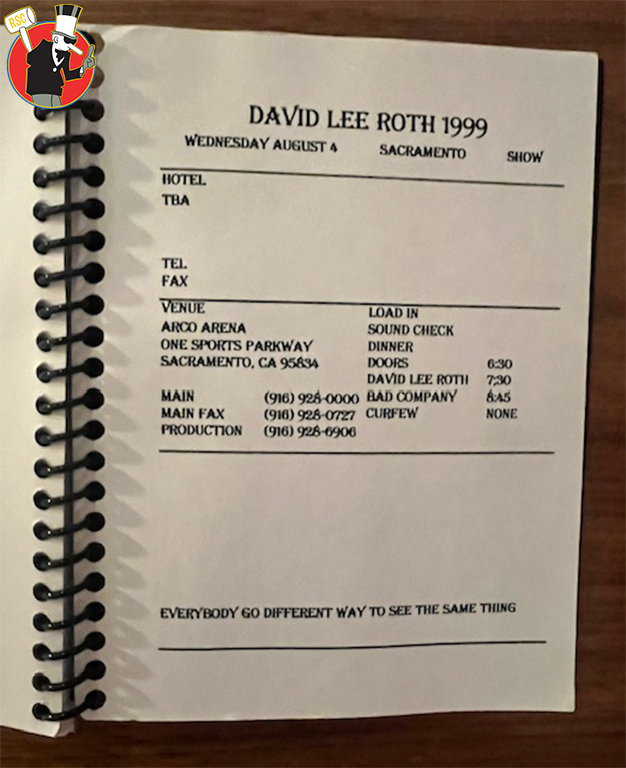 RSC
DAVID LEE ROTH 1999
WEDNESDAY AUGUST 4 SACRAMENTO SHOW
HOTEL
TBA
TEL
FAX
VENUE
ARCO ARENA
ONE SPORTS PARKWAY
SACRAMENTO, CA 95834
MAIN (916) 928-0000
MAIN FAX (916) 928-0727
PRODUCTION (916) 928-6906
LOAD IN
SOUND CHECK
DINNER
DOORS 6:30
DAVID LEE ROTH 7:30
BAD COMPANY 8:45
CURFEW NONE
EVERYBODY GO DIFFERENT WAY TO SEE THE SAME THING